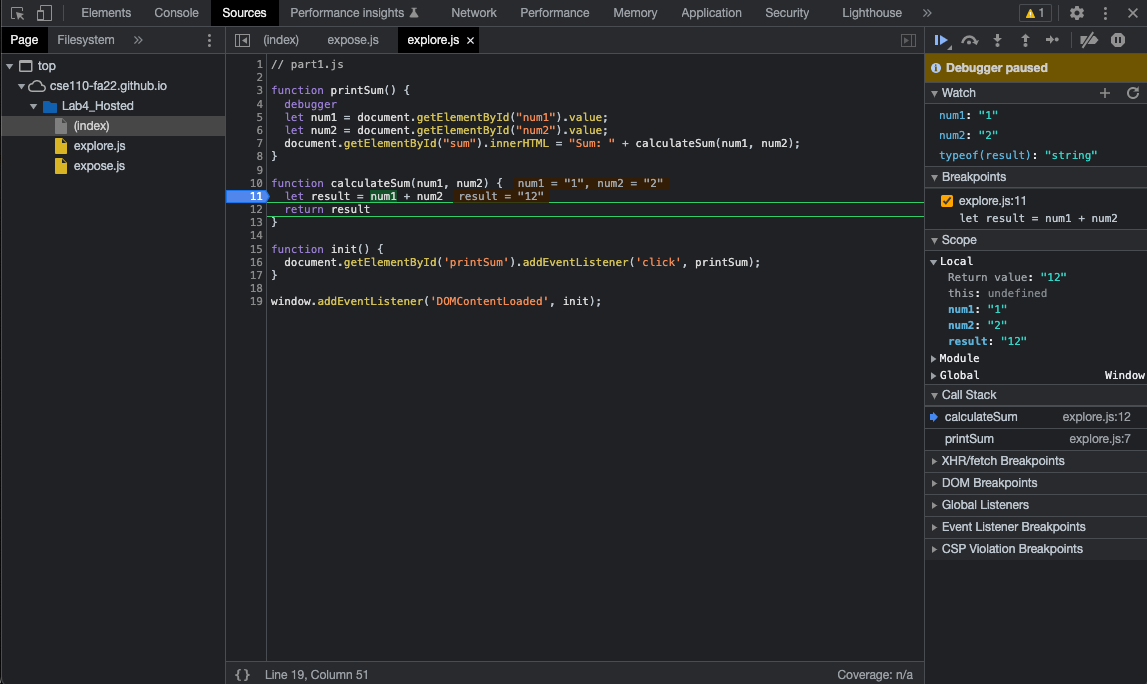 Elements Console Sources Performance insights Network Performance Memory Application Security Lighthouse » 1
Page Filesystem »
(index) expose.js explore.js ×
top
cse110-fa22.github.io
Lab4_Hosted
(index)
explore.js
expose.js
1 // part1.js
2
3 function printSum() {
4 debugger
5 let num1 = document.getElementById("num1").value;
6 let num2 = document.getElementById("num2").value;
7 document.getElementById("sum").innerHTML = "Sum: " + calculateSum(num1, num2);
8 }
9
10 function calculateSum(num1, num2) { num1 = "1", num2 = "2"
11 let result = num1 + num2 result = "12"
12 return result
13 }
14
15 function init() {
16 document.getElementById('printSum').addEventListener('click', printSum);
17 }
18
19 window.addEventListener('DOMContentLoaded', init);
{ } Line 19, Column 51 Coverage: n/a
Debugger paused
Watch
num1: "1"
num2: "2"
typeof(result): "string"
Breakpoints
explore.js:11
let result = num1 + num2
Scope
Local
Return value: "12"
this: undefined
num1: "1"
num2: "2"
result: "12"
Module
Global Window
Call Stack
calculateSum explore.js:12
printSum explore.js:7
XHR/fetch Breakpoints
DOM Breakpoints
Global Listeners
Event Listener Breakpoints
CSP Violation Breakpoints